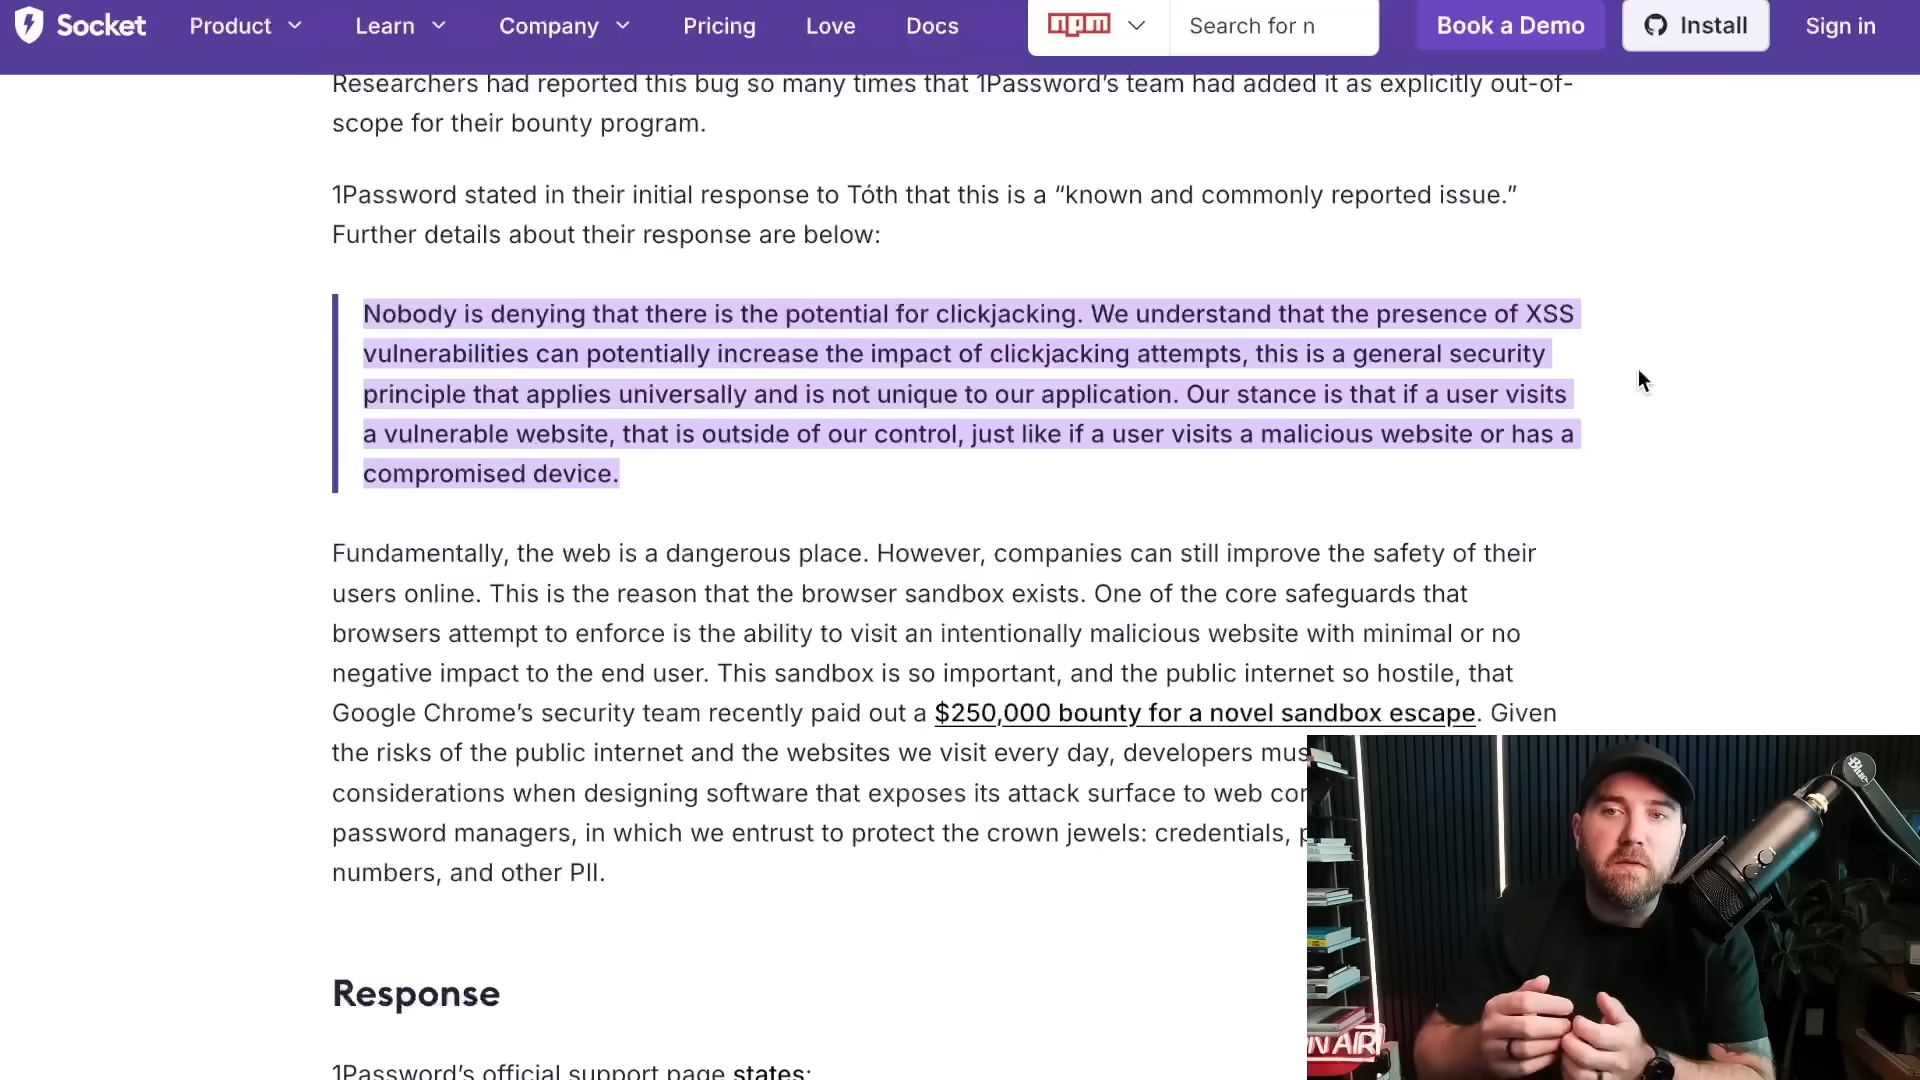 Socket Product Learn Company Pricing Love Docs npm Search for n Book a Demo Install Sign in
Researchers had reported this bug so many times that 1Password’s team had added it as explicitly out-of-
scope for their bounty program.
1Password stated in their initial response to Tóth that this is a “known and commonly reported issue.”
Further details about their response are below:
Nobody is denying that there is the potential for clickjacking. We understand that the presence of XSS
vulnerabilities can potentially increase the impact of clickjacking attempts, this is a general security
principle that applies universally and is not unique to our application. Our stance is that if a user visits
a vulnerable website, that is outside of our control, just like if a user visits a malicious website or has a
compromised device.
Fundamentally, the web is a dangerous place. However, companies can still improve the safety of their
users online. This is the reason that the browser sandbox exists. One of the core safeguards that
browsers attempt to enforce is the ability to visit an intentionally malicious website with minimal or no
negative impact to the end user. This sandbox is so important, and the public internet so hostile, that
Google Chrome’s security team recently paid out a $250,000 bounty for a novel sandbox escape. Given
the risks of the public internet and the websites we visit every day, developers mus
considerations when designing software that exposes its attack surface to web cor
password managers, in which we entrust to protect the crown jewels: credentials, p
numbers, and other PII.
Blue
Response
N AIR
1Password’s official support page states: